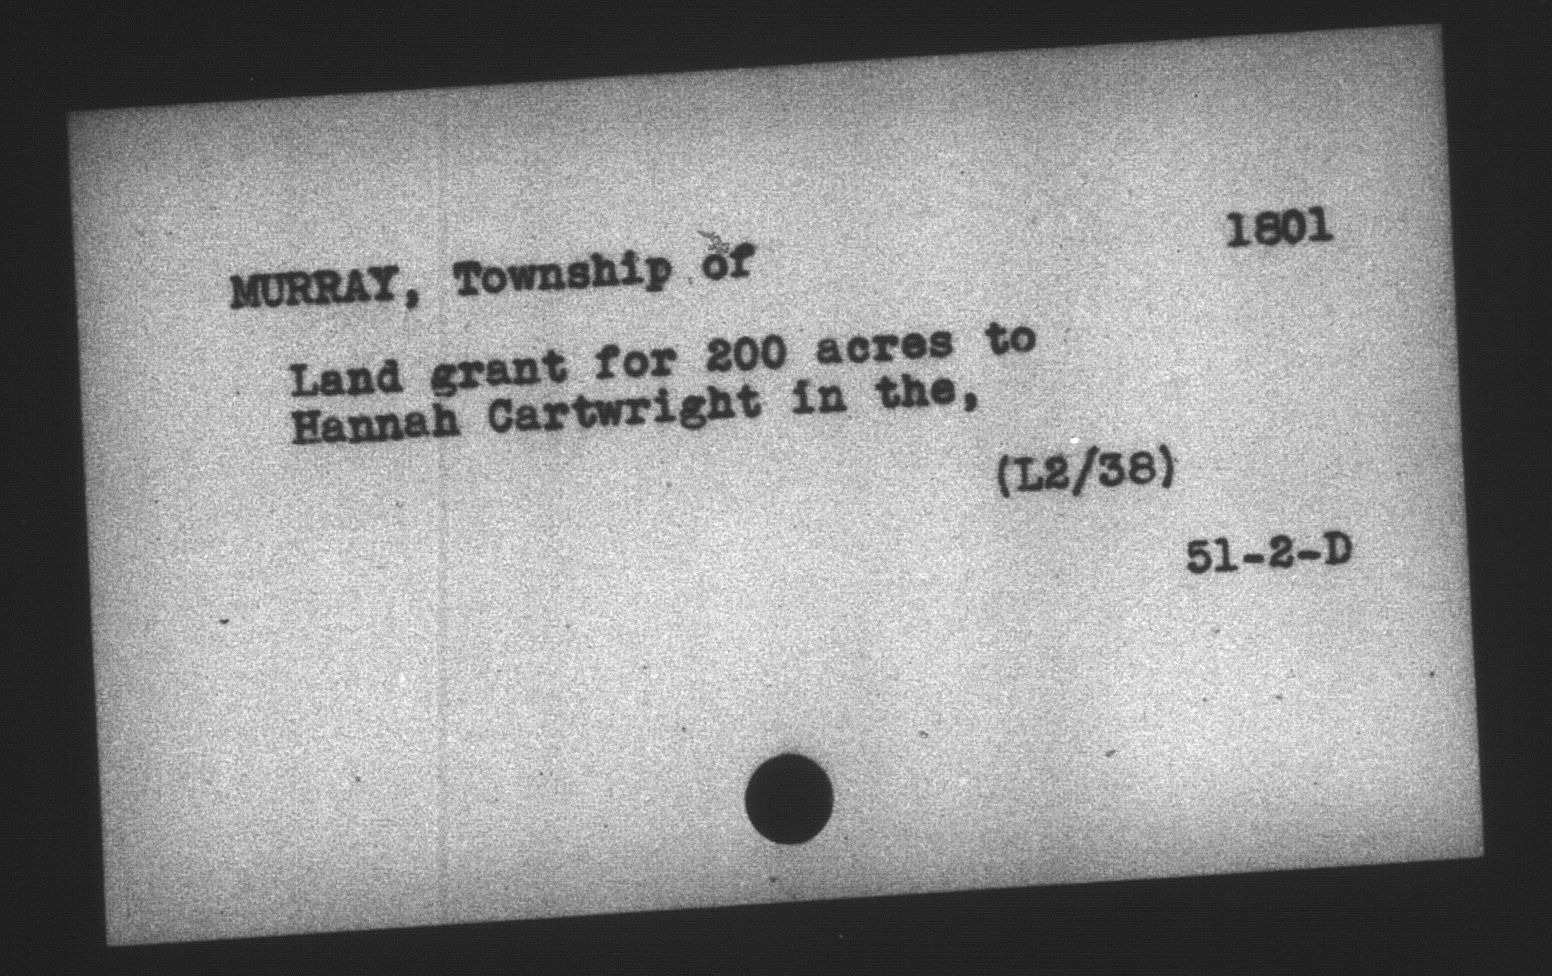 1801
MURRAY, Township of
Land grant for 200 acres to
Hannah Cartwright in the,
(L2/38)
51-2-D